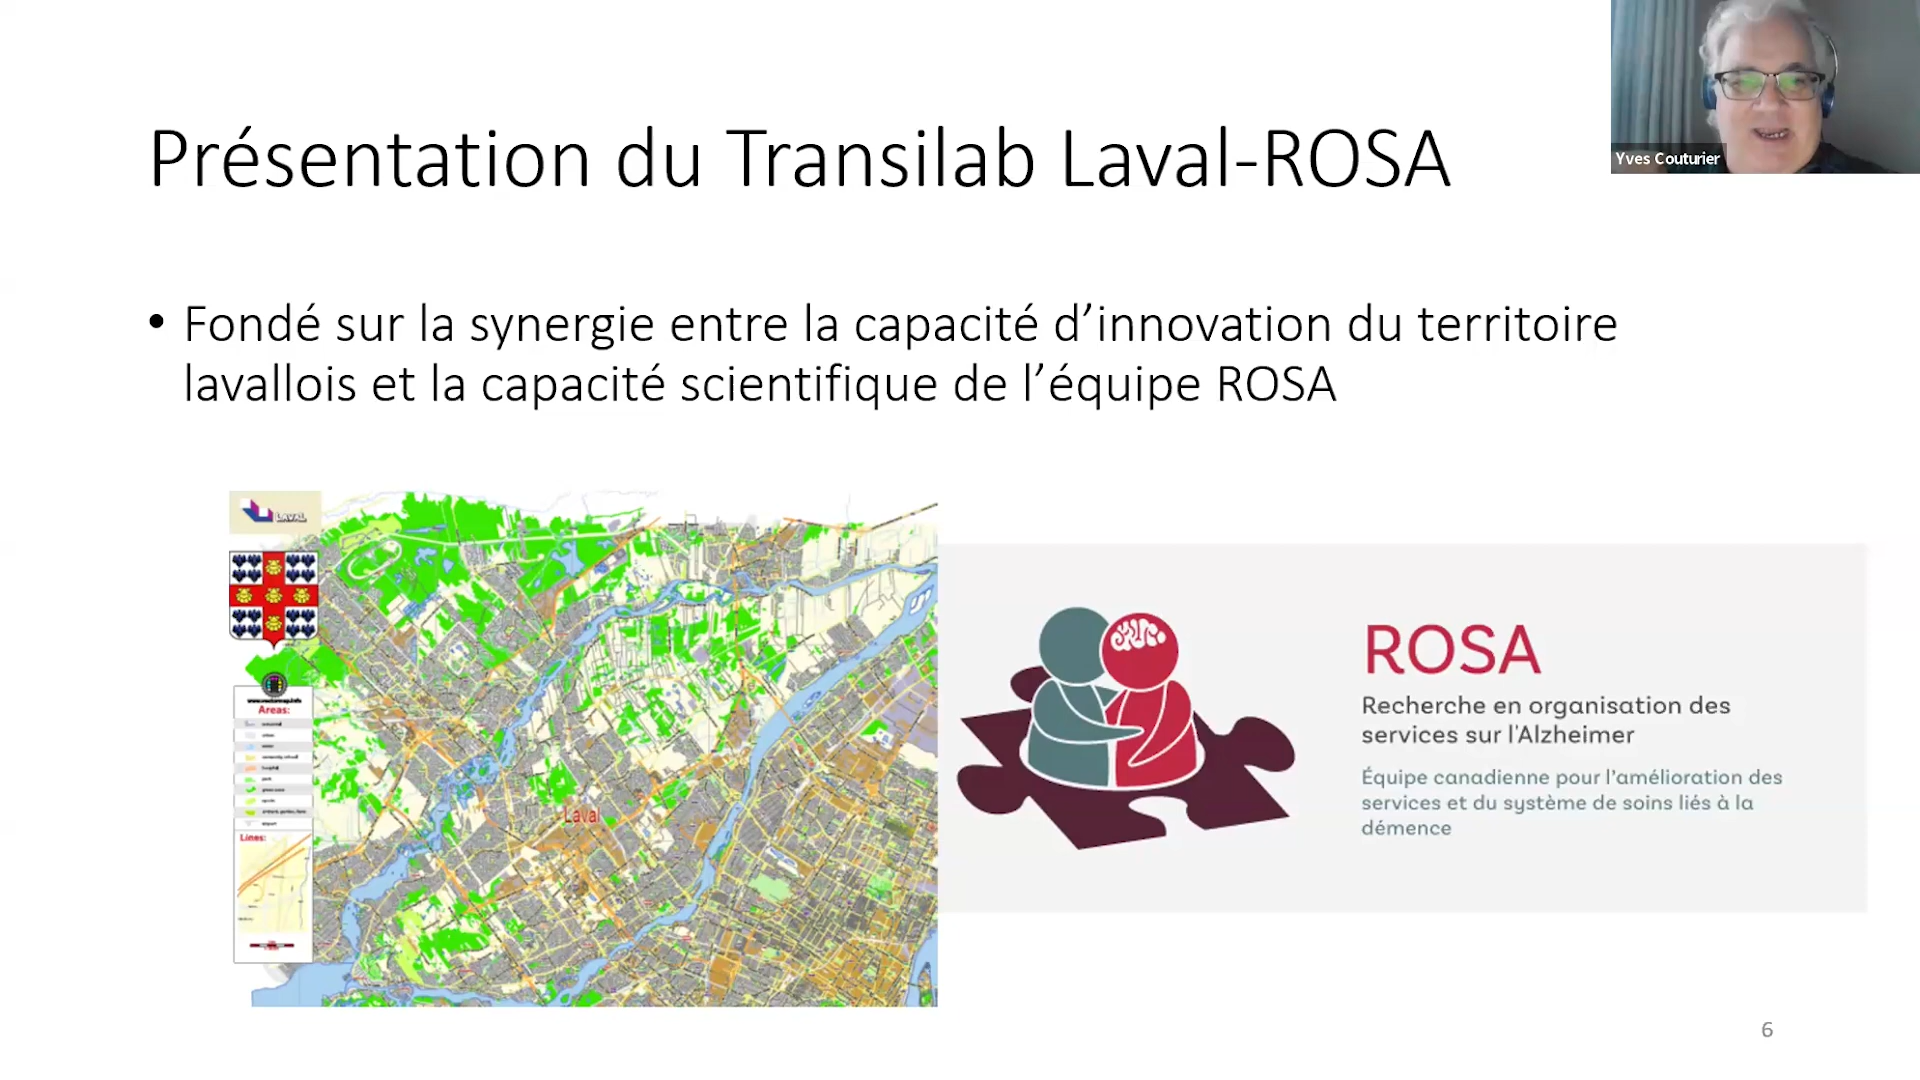 Présentation du Transilab Laval-ROSA
Yves Couturier
• Fondé sur la synergie entre la capacité d’innovation du territoire
lavallois et la capacité scientifique de l’équipe ROSA
LAVAL
Areas:
Lines:
Laval
ROSA
Recherche en organisation des
services sur l'Alzheimer
Équipe canadienne pour l’amélioration des
services et du système de soins liés à la
démence
6